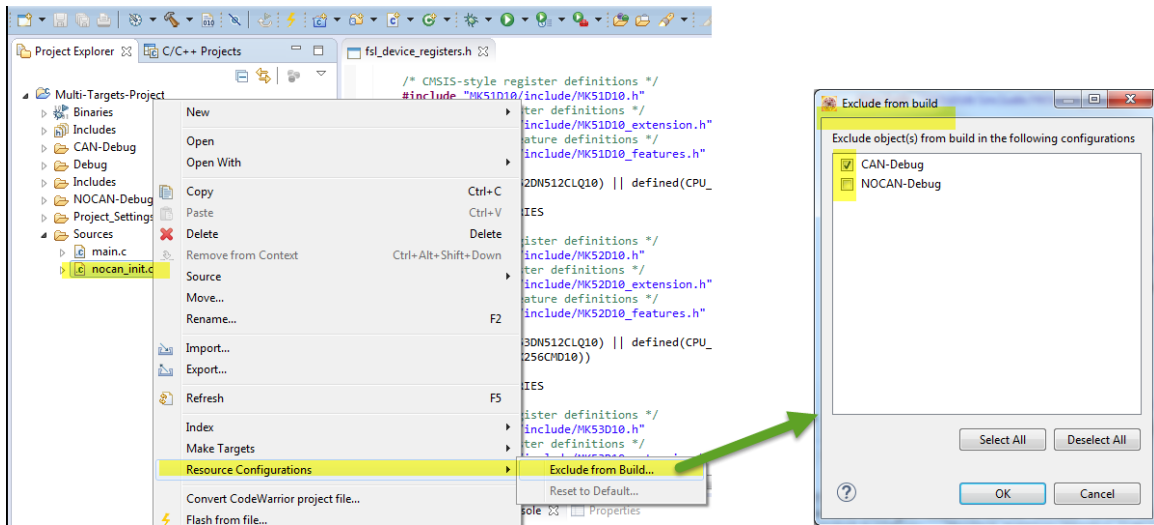 Project Explorer
C/C++ Projects
fsl_device_registers.h
Multi-Targets-Project
Binaries
Includes
CAN-Debug
Debug
Includes
NOCAN-Debug
Project_Settings
Sources
main.c
nocan_init.c
New
Open
Open With
Copy Ctrl+C
Paste Ctrl+V
Delete Delete
Remove from Context Ctrl+Alt+Shift+Down
Source
Move...
Rename... F2
Import...
Export...
Refresh F5
Index
Make Targets
Resource Configurations
Convert CodeWarrior project file...
Flash from file...
Exclude from Build...
Reset to Default...
Properties
/* CMSIS-style register definitions */
#include "MK51D10/include/MK51D10.h"
ter definitions */
/include/MK51D10_extension.h"
ature definitions */
/include/MK51D10_features.h"
52DN512CLQ10) || defined(CPU_
IES
ister definitions */
/include/MK52D10.h"
ter definitions */
/include/MK52D10_extension.h"
ature definitions */
/include/MK52D10_features.h"
53DN512CLQ10) || defined(CPU_
256CMD10))
IES
ister definitions */
/include/MK53D10.h"
ter definitions */
sole
Exclude from build
Exclude object(s) from build in the following configurations
CAN-Debug
NOCAN-Debug
Select All
Deselect All
OK
Cancel